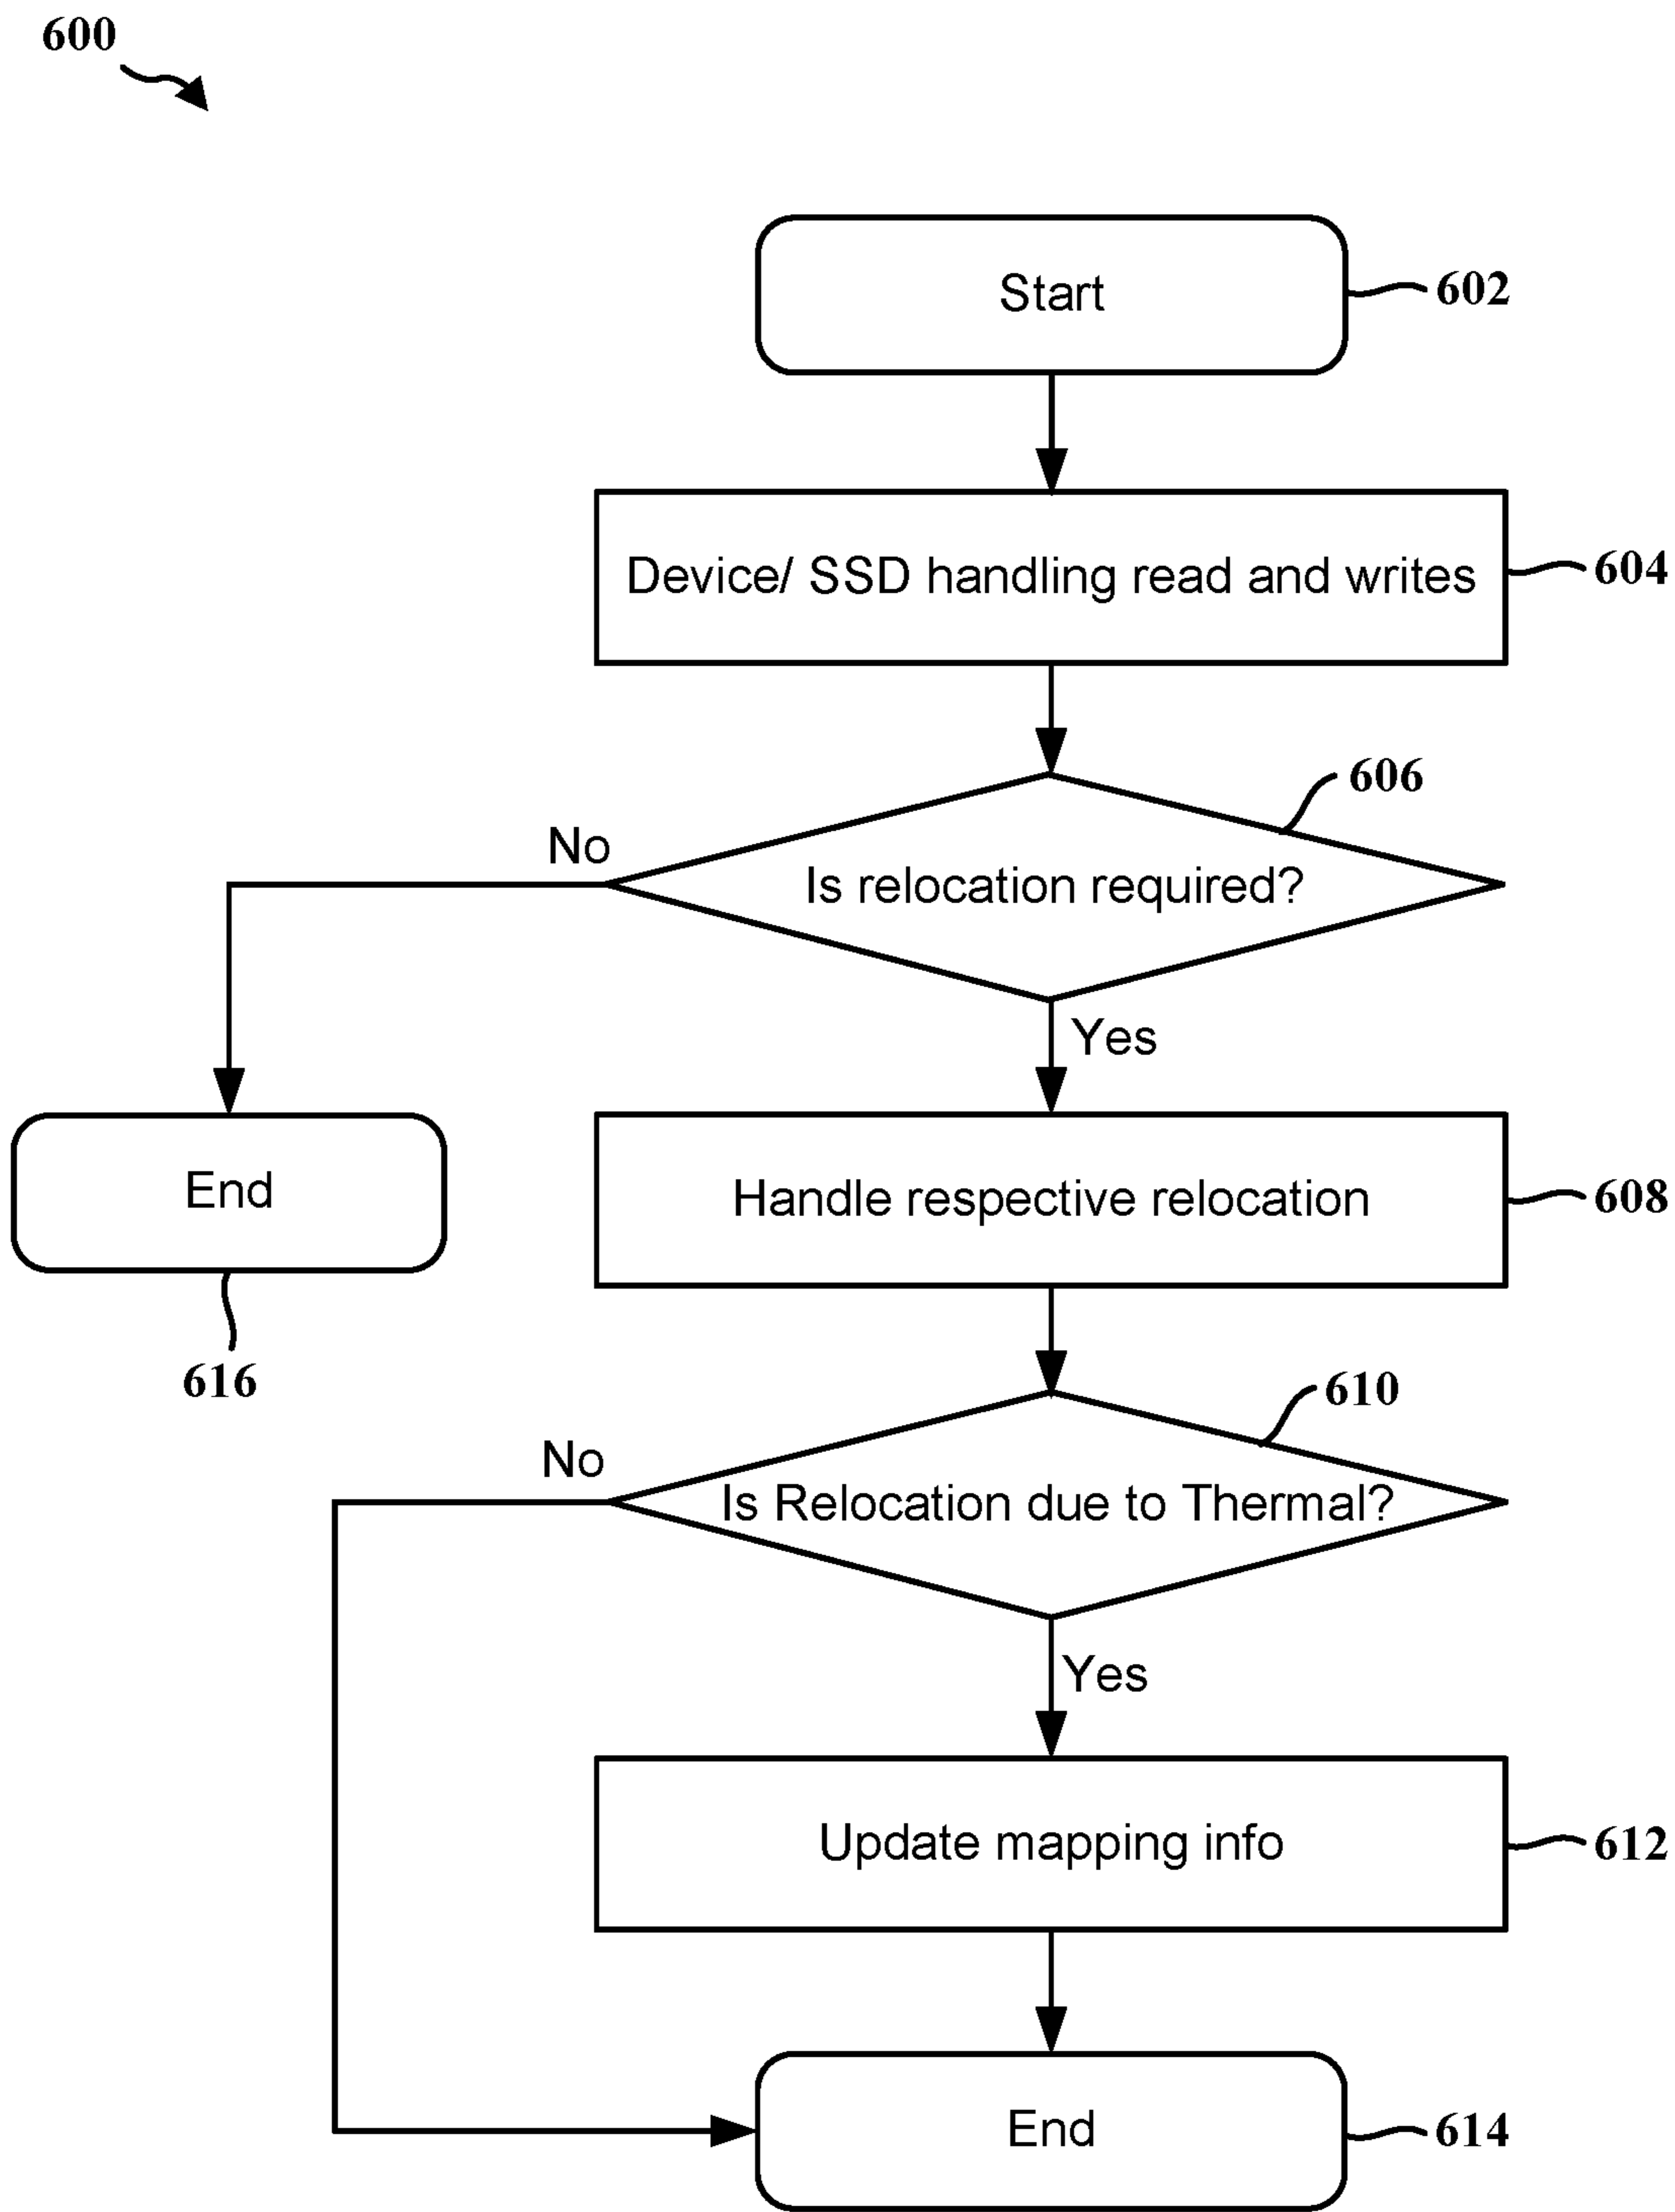 600
Start
602
Device/ SSD handling read and writes
604
606
No
Is relocation required?
Yes
End
Handle respective relocation
608
616
610
No
Is Relocation due to Thermal?
Yes
Update mapping info
612
End
614